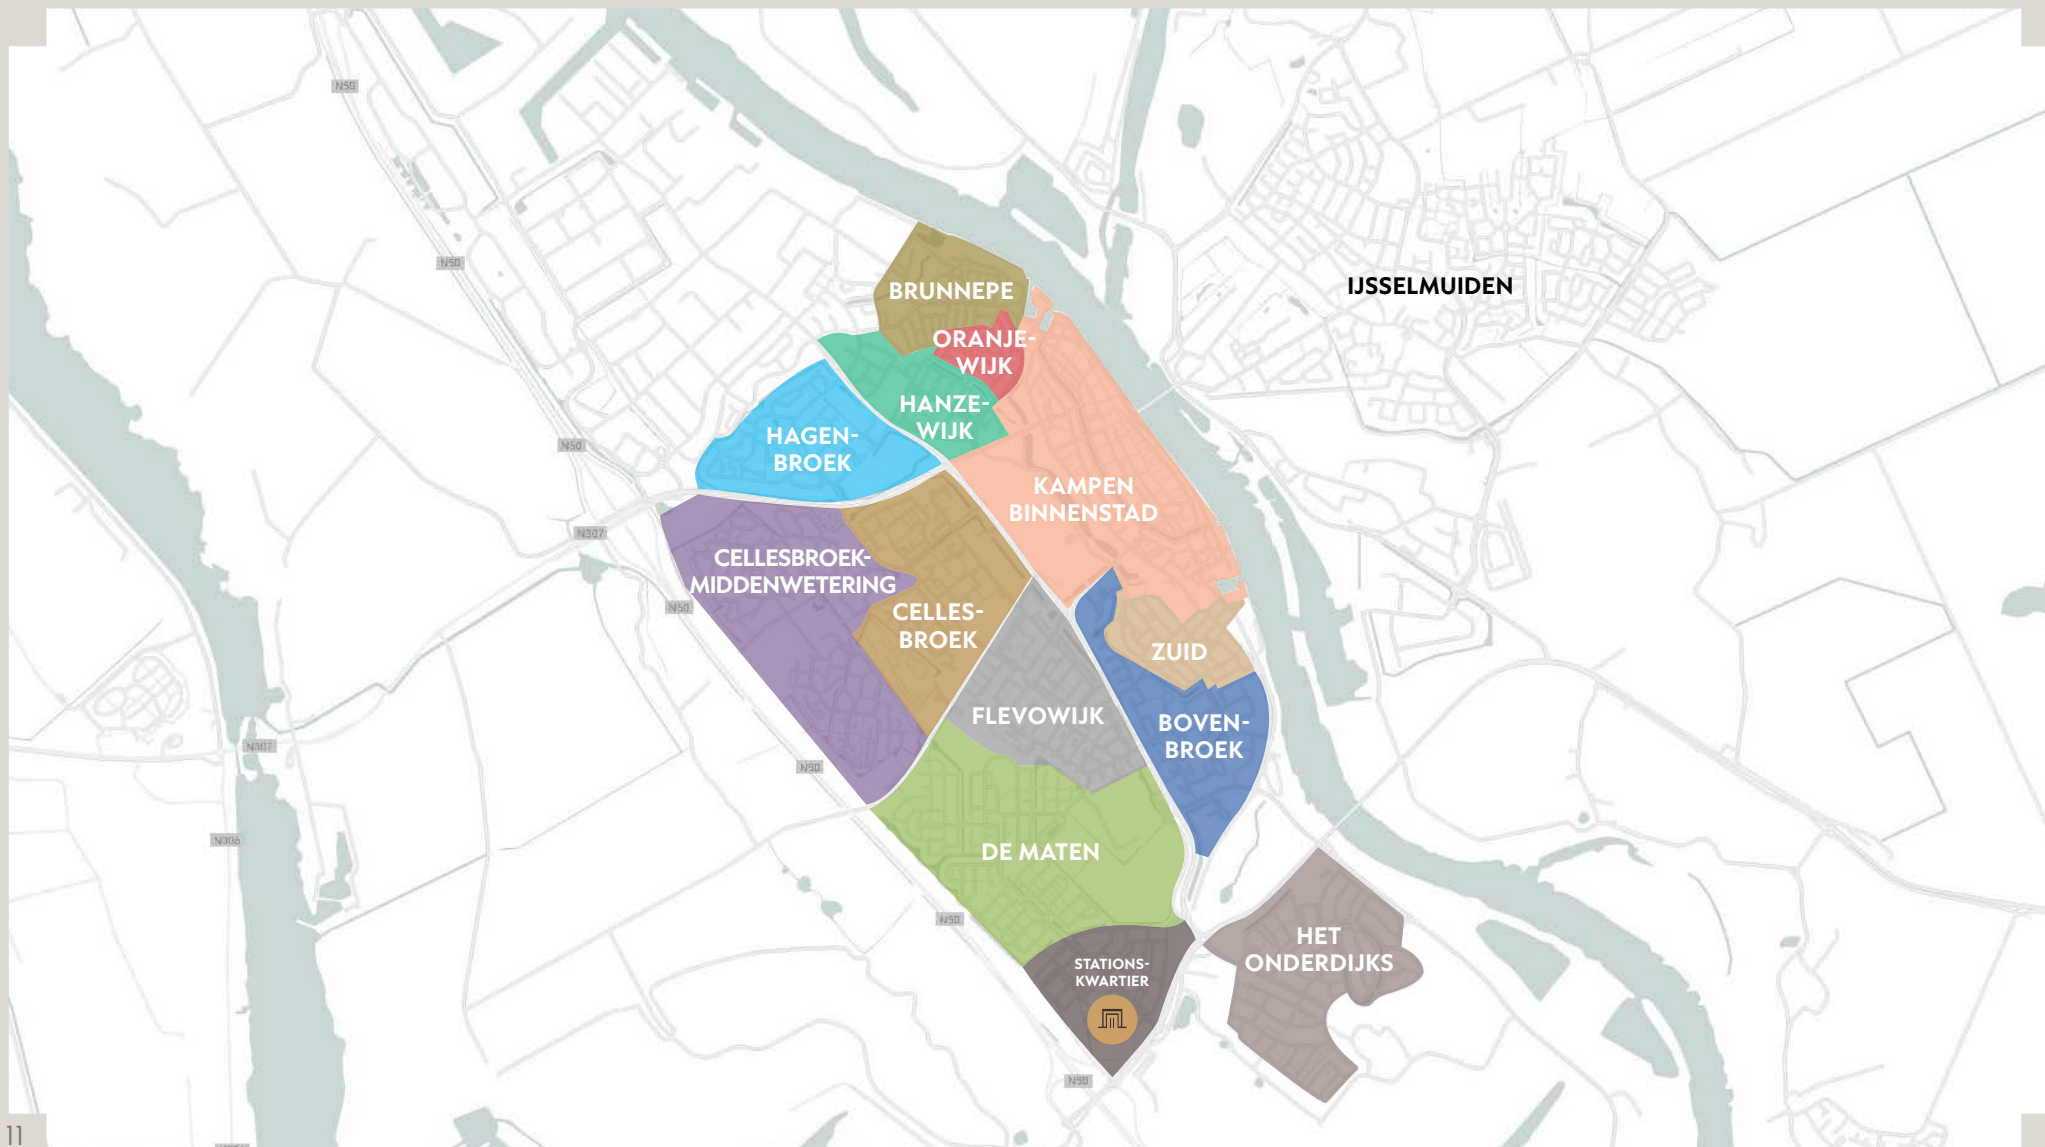 N50
N50
BRUNNEPE
IJSSELMUIDEN
ORANJE-
WIJK
HANZE-
WIJK
HAGEN-
BROEK
N50
KAMPEN
BINNENSTAD
N307
CELLESBROEK-
MIDDENWETERING
N50
CELLES-
BROEK
ZUID
FLEVOWIJK
BOVEN-
BROEK
N307
N50
N306
DE MATEN
N50
HET
ONDERDIJKS
STATIONS-
KWARTIER
N50
11